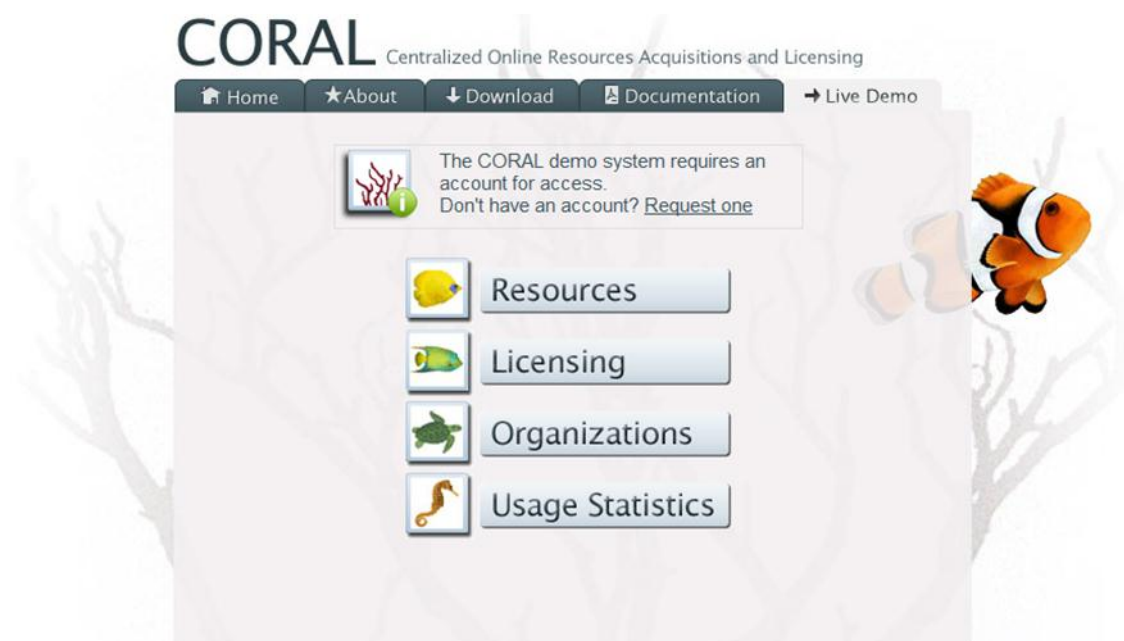 CORAL Centralized Online Resources Acquisitions and Licensing
Home About Download Documentation Live Demo
The CORAL demo system requires an
account for access.
Don't have an account? Request one
Resources
Licensing
Organizations
Usage Statistics